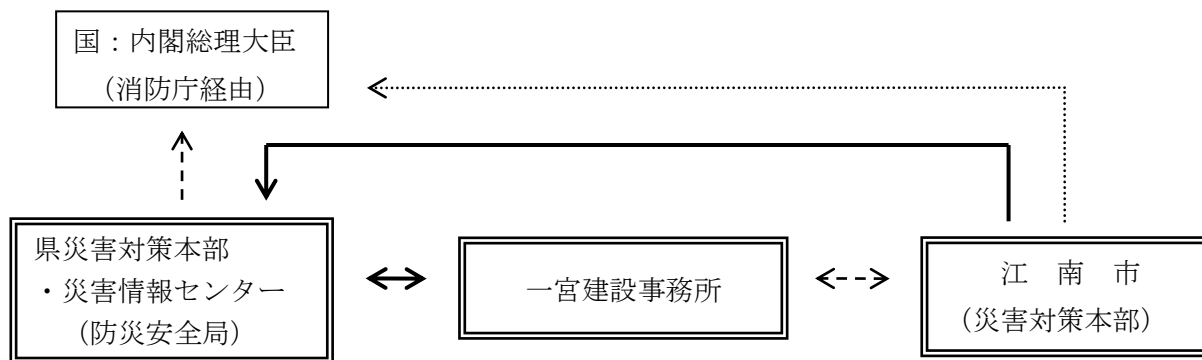 国：内閣総理大臣
（消防庁経由）
県災害対策本部
・災害情報センター
（防災安全局）
一宮建設事務所
江　南　市
（災害対策本部）